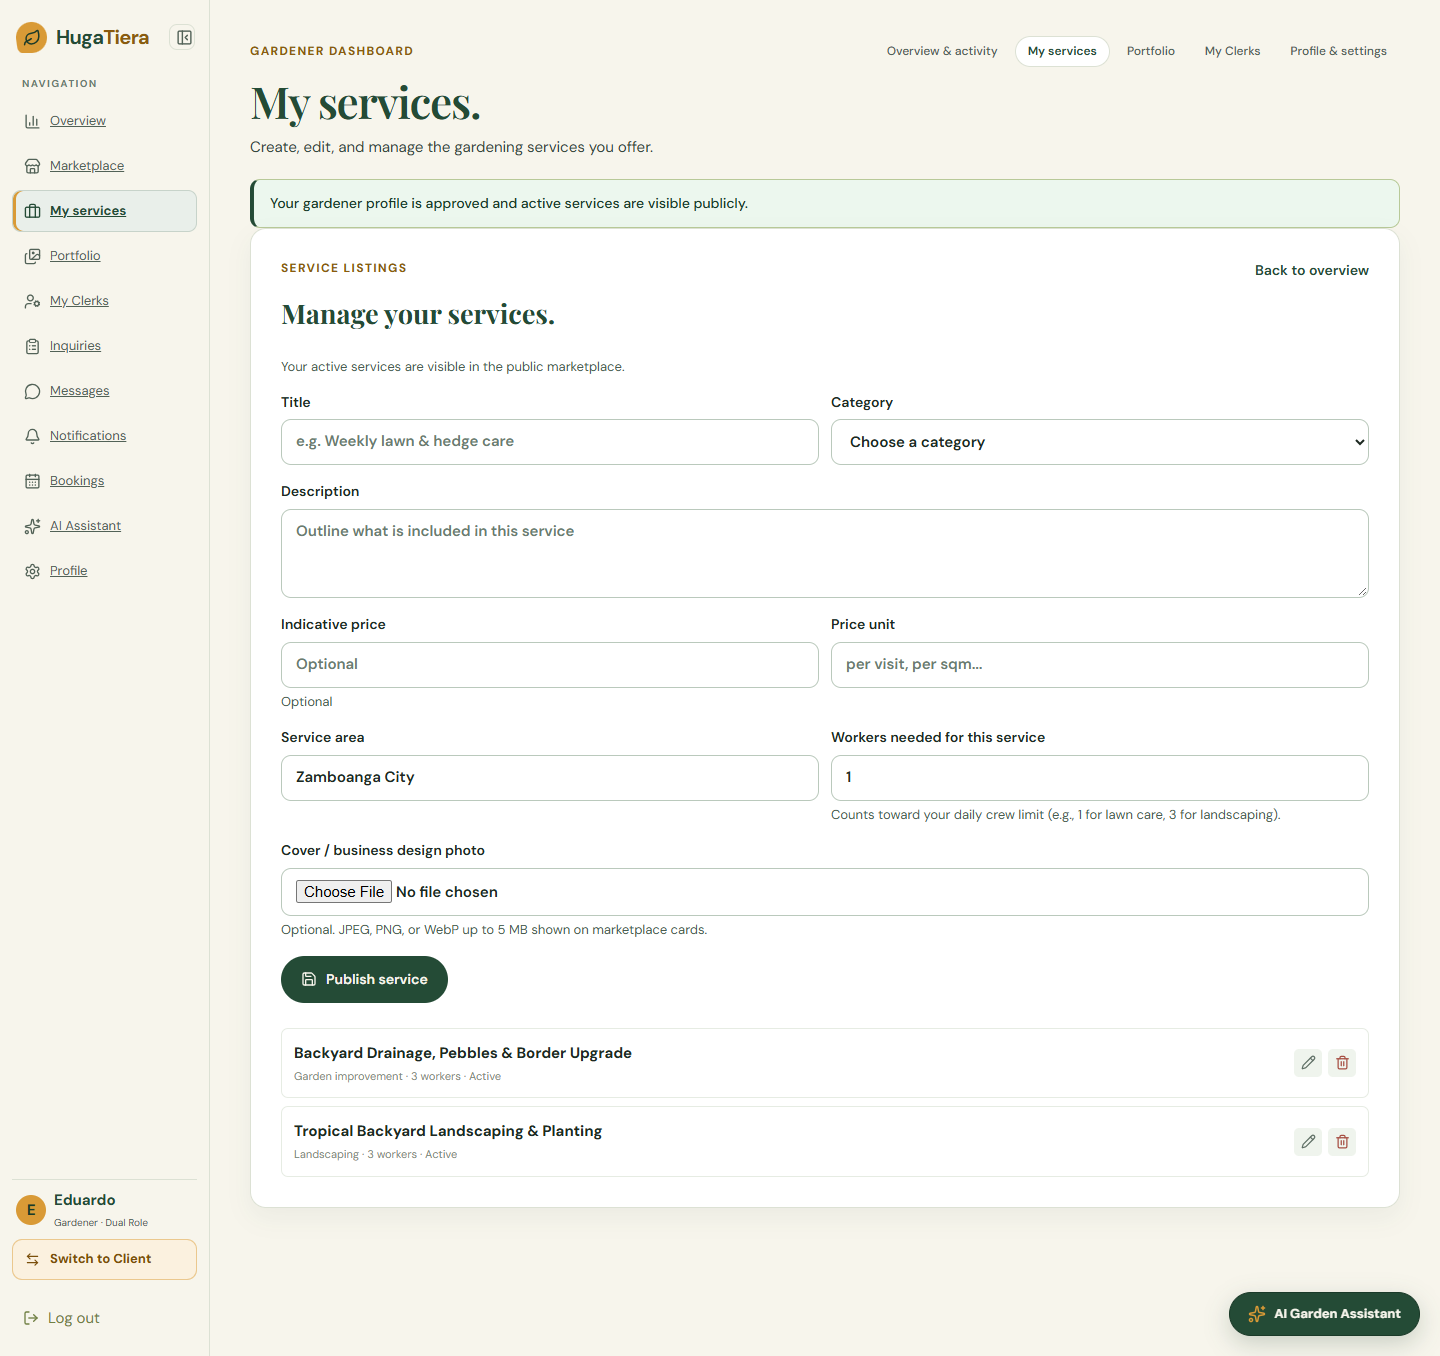 HugaTiera
NAVIGATION
Overview
Marketplace
My services
Portfolio
My Clerks
Inquiries
Messages
Notifications
Bookings
AI Assistant
Profile
E
Eduardo
Gardener · Dual Role
Switch to Client
Log out
GARDENER DASHBOARD
Overview & activity
My services
Portfolio
My Clerks
Profile & settings
My services.
Create, edit, and manage the gardening services you offer.
Your gardener profile is approved and active services are visible publicly.
SERVICE LISTINGS
Back to overview
Manage your services.
Your active services are visible in the public marketplace.
Title
Category
e.g. Weekly lawn & hedge care
Choose a category
Description
Outline what is included in this service
Indicative price
Price unit
Optional
per visit, per sqm...
Optional
Service area
Workers needed for this service
Zamboanga City
1
Counts toward your daily crew limit (e.g., 1 for lawn care, 3 for landscaping).
Cover / business design photo
Choose File No file chosen
Optional. JPEG, PNG, or WebP up to 5 MB shown on marketplace cards.
Publish service
Backyard Drainage, Pebbles & Border Upgrade
Garden improvement · 3 workers · Active
Tropical Backyard Landscaping & Planting
Landscaping · 3 workers · Active
AI Garden Assistant